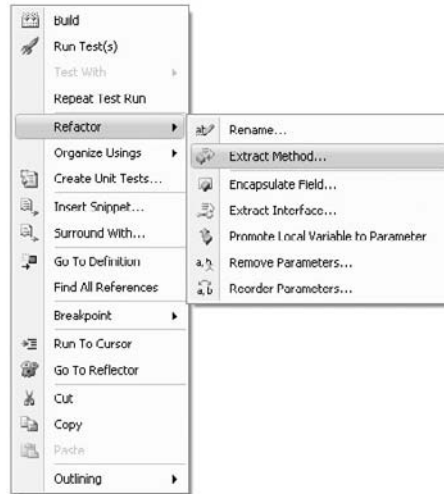 Build
Run Test(s)
Test With
Repeat Test Run
Refactor
Organize Usings
Create Unit Tests...
Insert Snippet...
Surround With...
Go To Definition
Find All References
Breakpoint
Run To Cursor
Go To Reflector
Cut
Copy
Paste
Outlining
Rename...
Extract Method...
Encapsulate Field...
Extract Interface...
Promote Local Variable to Parameter
Remove Parameters...
Reorder Parameters...